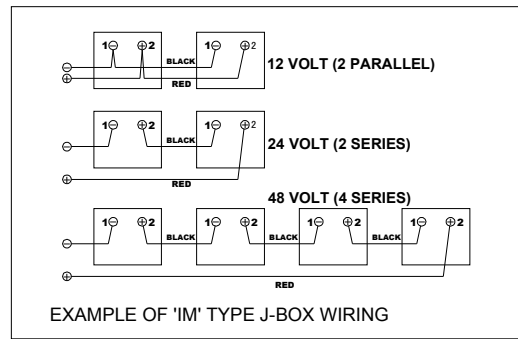 1⊖ ⊕2 1⊖ ⊕2
⊖ BLACK 12 VOLT (2 PARALLEL)
⊕ RED
1⊖ ⊕2 1⊖ ⊕2
⊖ BLACK 24 VOLT (2 SERIES)
⊕ RED
48 VOLT (4 SERIES)
1⊖ ⊕2 1⊖ ⊕2 1⊖ ⊕2 1⊖ ⊕2
⊖ BLACK BLACK BLACK
⊕ RED
EXAMPLE OF 'IM' TYPE J-BOX WIRING